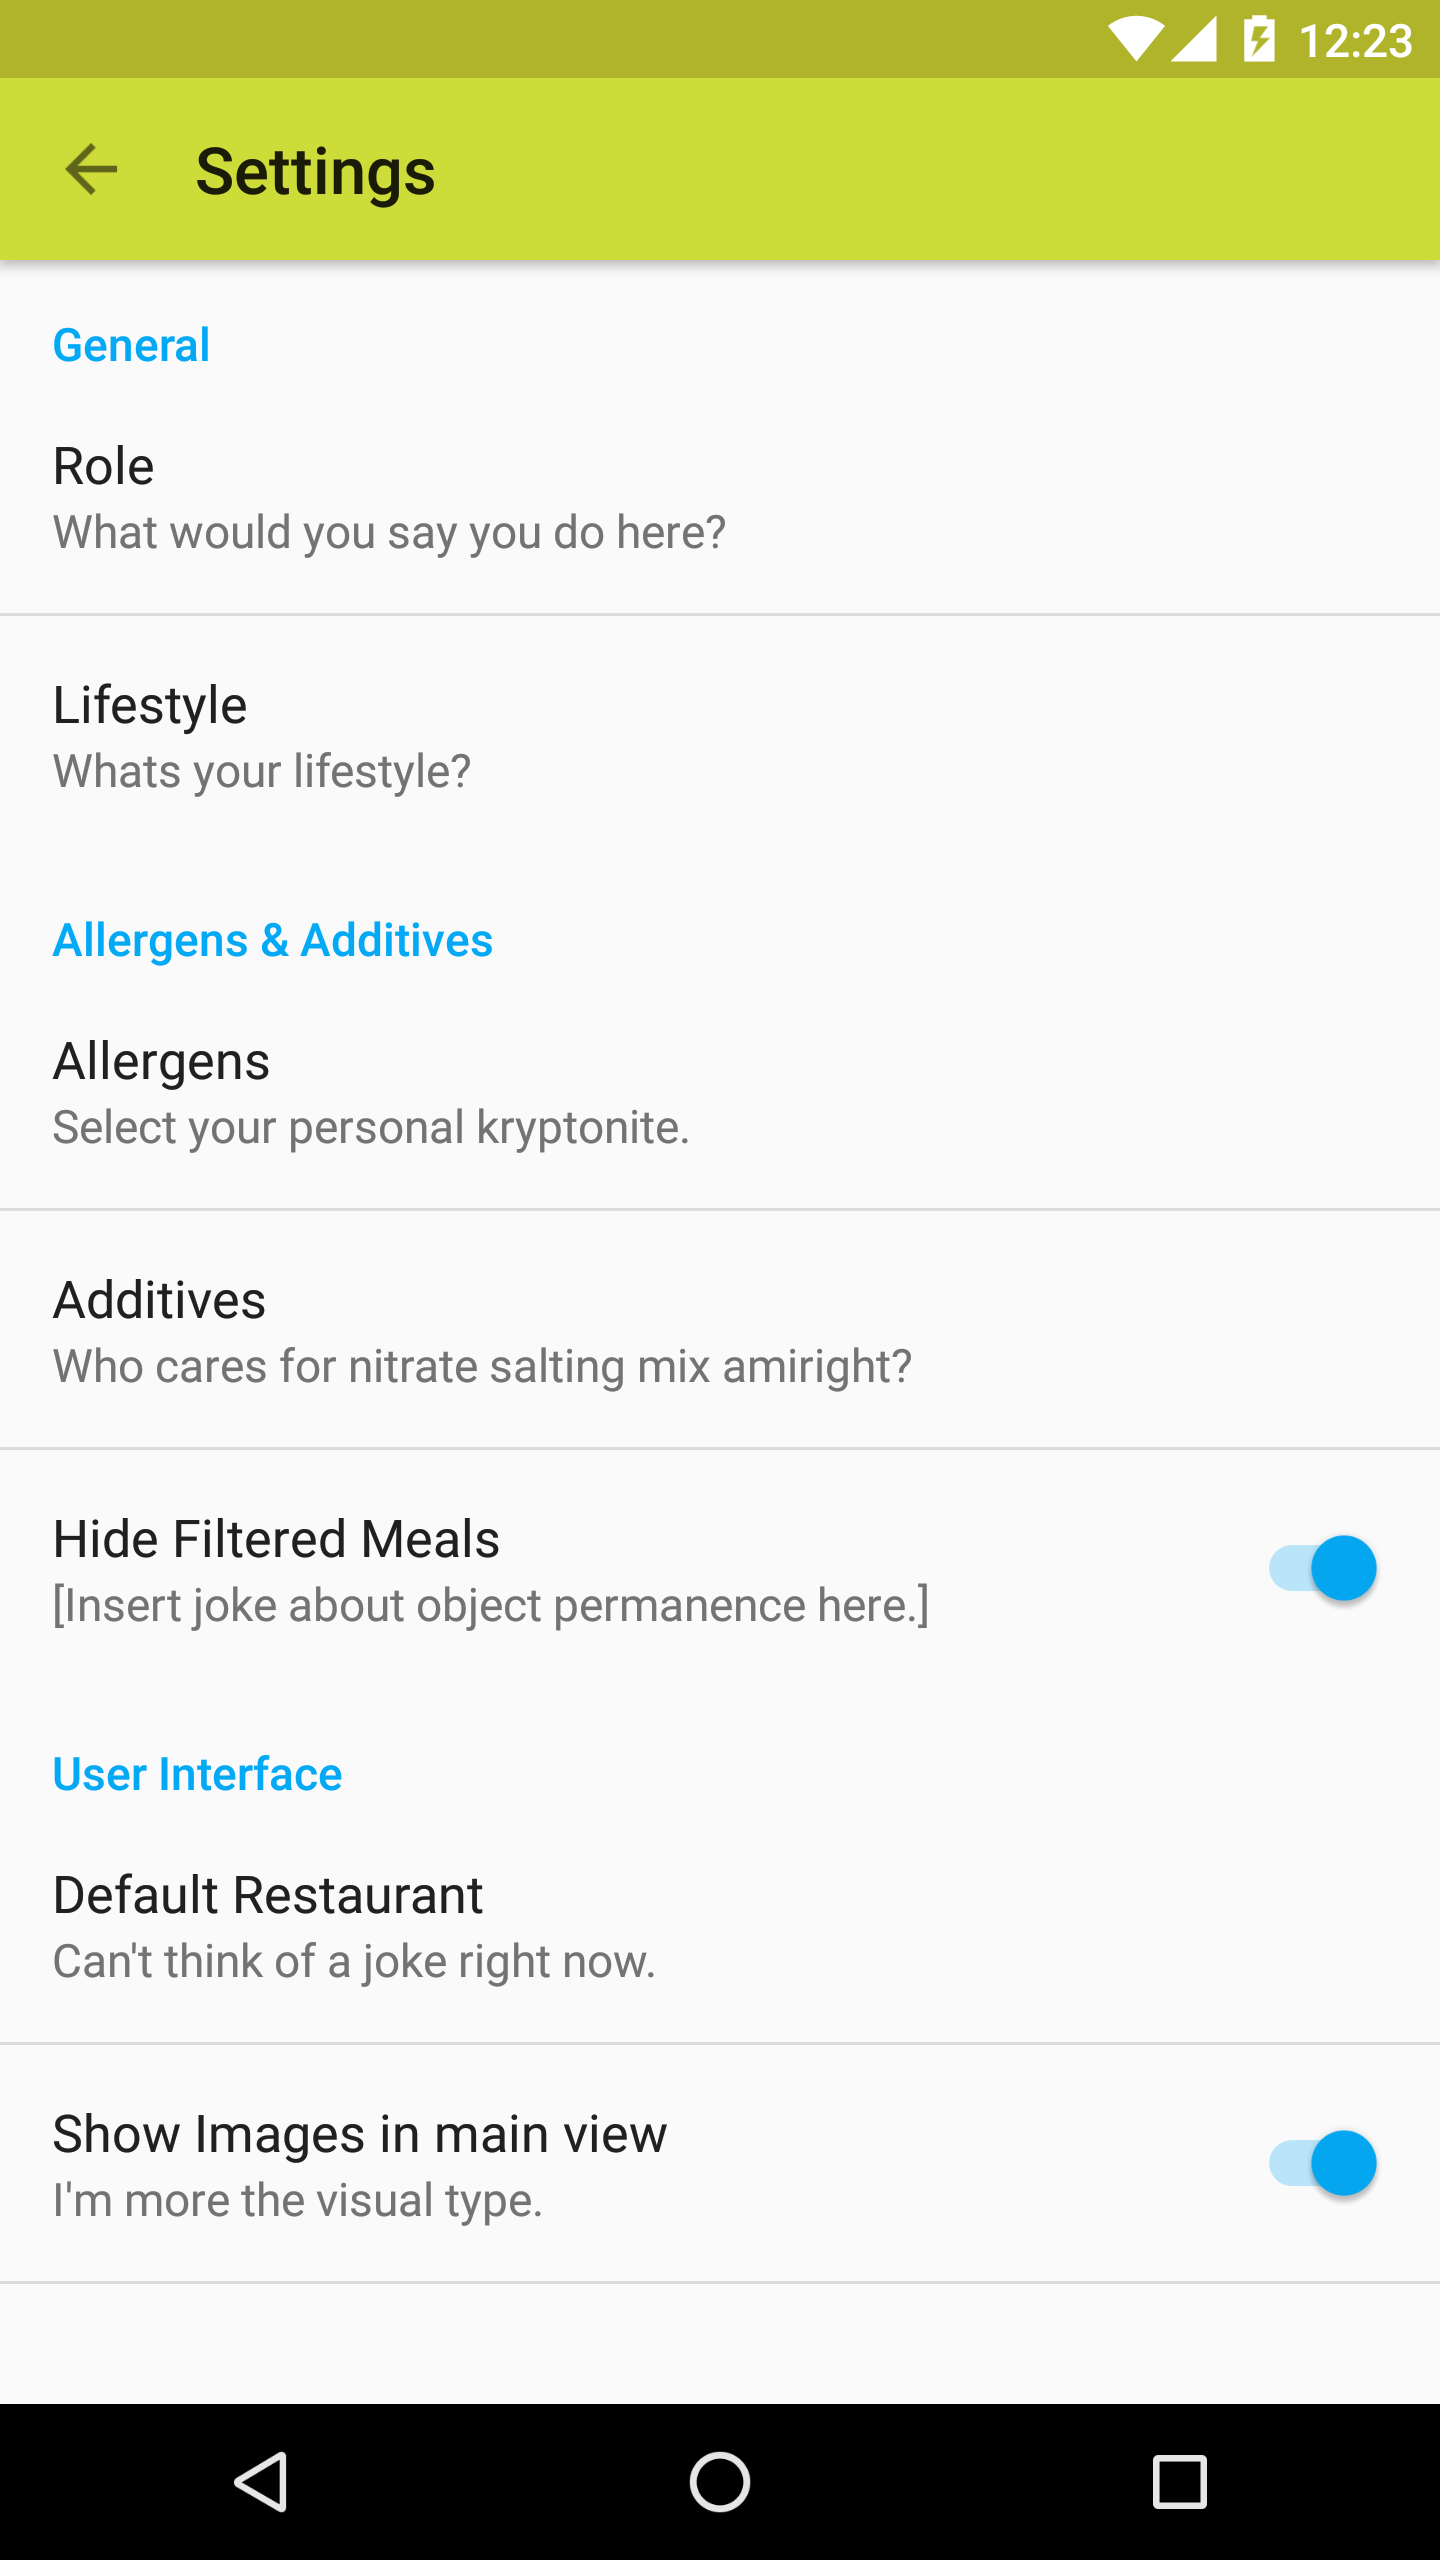 12:23
Settings
General
Role
What would you say you do here?
Lifestyle
Whats your lifestyle?
Allergens & Additives
Allergens
Select your personal kryptonite.
Additives
Who cares for nitrate salting mix amiright?
Hide Filtered Meals
[Insert joke about object permanence here.]
User Interface
Default Restaurant
Can't think of a joke right now.
Show Images in main view
I'm more the visual type.